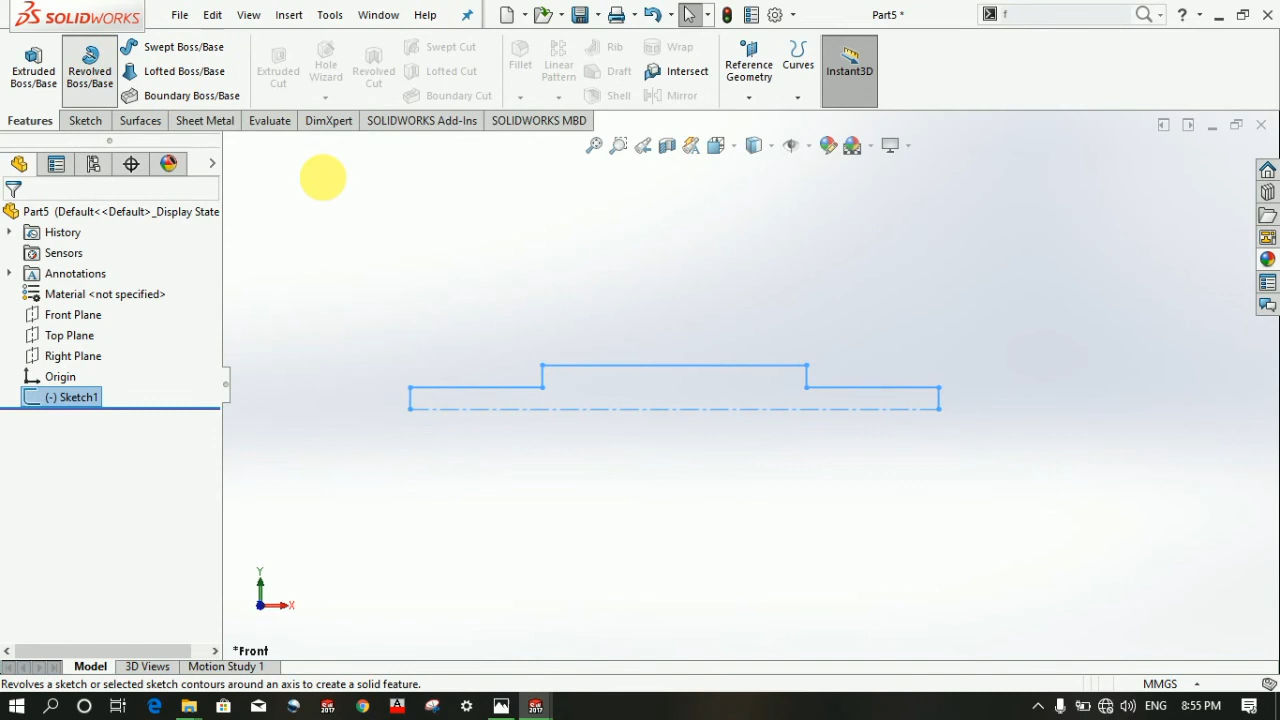 SOLIDWORKS File Edit View Insert Tools Window Help Part5 * f ?
Extruded Boss/Base Revolved Boss/Base Swept Boss/Base Lofted Boss/Base Boundary Boss/Base Extruded Cut Hole Wizard Revolved Cut Swept Cut Lofted Cut Boundary Cut Fillet Linear Pattern Rib Draft Shell Wrap Intersect Mirror Reference Geometry Curves Instant3D
Features Sketch Surfaces Sheet Metal Evaluate DimXpert SOLIDWORKS Add-Ins SOLIDWORKS MBD
Part5 (Default<<Default>_Display State
History
Sensors
A Annotations
Material <not specified>
Front Plane
Top Plane
Right Plane
Origin
(-) Sketch1
Y
X
*Front
Model 3D Views Motion Study 1
Revolves a sketch or selected sketch contours around an axis to create a solid feature. MMGS
2017 A 2017 ENG 8:55 PM